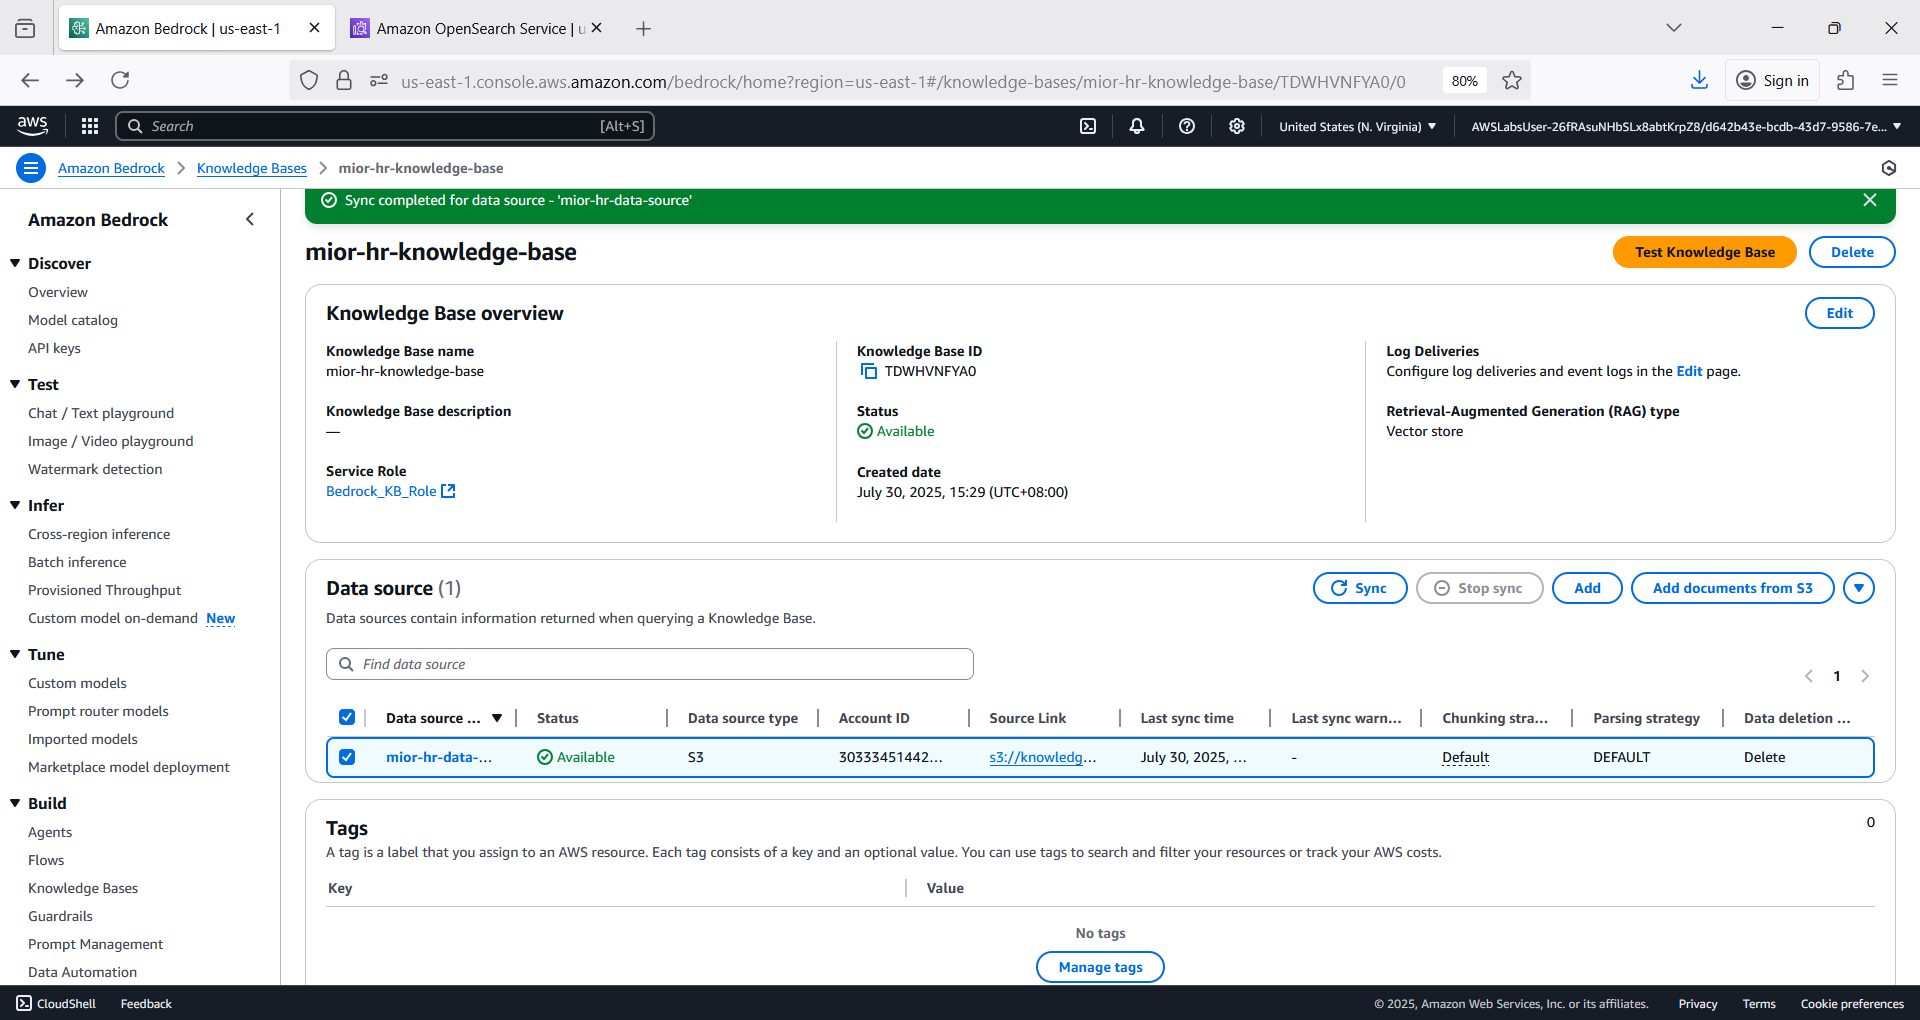 Amazon Bedrock | us-east-1
Amazon OpenSearch Service | u
us-east-1.console.aws.amazon.com/bedrock/home?region=us-east-1#/knowledge-bases/mior-hr-knowledge-base/TDWHVNFYA0/0
80%
Sign in
aws
Search
[Alt+S]
United States (N. Virginia)
AWSLabsUser-26fRAsuNHbSLx8abtKrpZ8/d642b43e-bcdb-43d7-9586-7e...
Amazon Bedrock
Knowledge Bases
mior-hr-knowledge-base
Amazon Bedrock
Discover
Overview
Model catalog
API keys
Test
Chat / Text playground
Image / Video playground
Watermark detection
Infer
Cross-region inference
Batch inference
Provisioned Throughput
Custom model on-demand New
Tune
Custom models
Prompt router models
Imported models
Marketplace model deployment
Build
Agents
Flows
Knowledge Bases
Guardrails
Prompt Management
Data Automation
Sync completed for data source - 'mior-hr-data-source'
mior-hr-knowledge-base
Test Knowledge Base
Delete
Knowledge Base overview
Edit
Knowledge Base name
mior-hr-knowledge-base
Knowledge Base description
—
Service Role
Bedrock_KB_Role
Knowledge Base ID
TDWHVNFYA0
Status
Available
Created date
July 30, 2025, 15:29 (UTC+08:00)
Log Deliveries
Configure log deliveries and event logs in the Edit page.
Retrieval-Augmented Generation (RAG) type
Vector store
Data source (1)
Sync
Stop sync
Add
Add documents from S3
Data sources contain information returned when querying a Knowledge Base.
Find data source
1
Data source ...
Status
Data source type
Account ID
Source Link
Last sync time
Last sync warn...
Chunking stra...
Parsing strategy
Data deletion ...
mior-hr-data-...
Available
S3
30333451442...
s3://knowledg...
July 30, 2025, ...
-
Default
DEFAULT
Delete
Tags
0
A tag is a label that you assign to an AWS resource. Each tag consists of a key and an optional value. You can use tags to search and filter your resources or track your AWS costs.
Key
Value
No tags
Manage tags
CloudShell
Feedback
© 2025, Amazon Web Services, Inc. or its affiliates.
Privacy
Terms
Cookie preferences